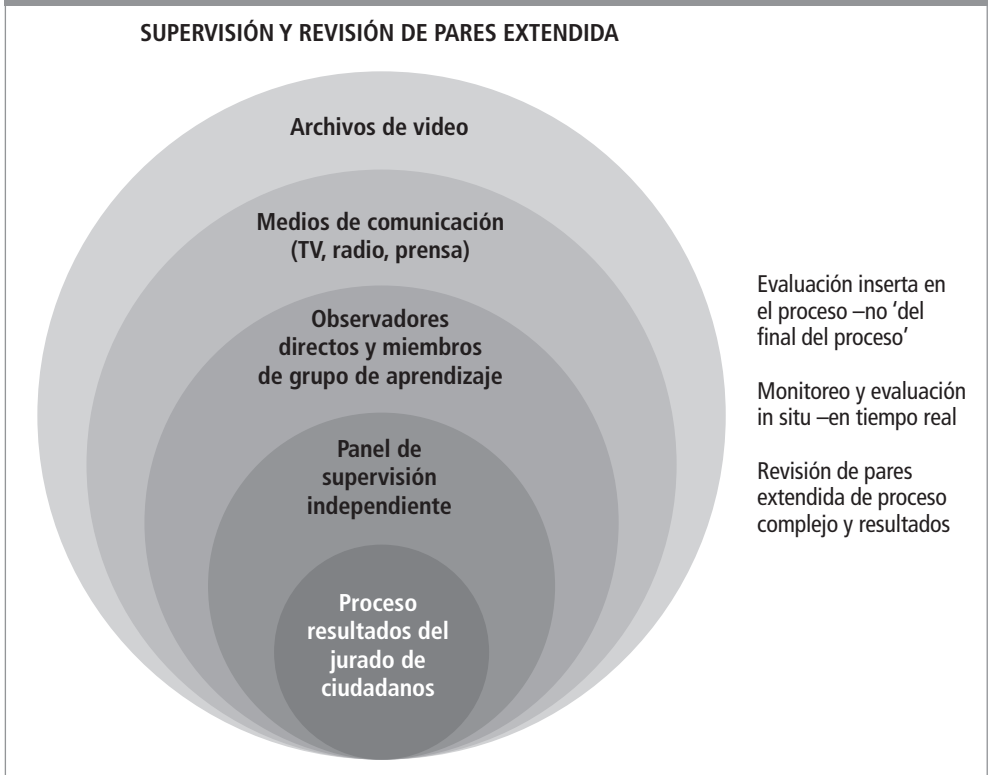 SUPERVISIÓN Y REVISIÓN DE PARES EXTENDIDA
Archivos de video
Medios de comunicación
(TV, radio, prensa)
Observadores
directos y miembros
de grupo de aprendizaje
Panel de
supervisión
independiente
Proceso
resultados del
jurado de
ciudadanos
Evaluación inserta en
el proceso –no ‘del
final del proceso’
Monitoreo y evaluación
in situ –en tiempo real
Revisión de pares
extendida de proceso
complejo y resultados